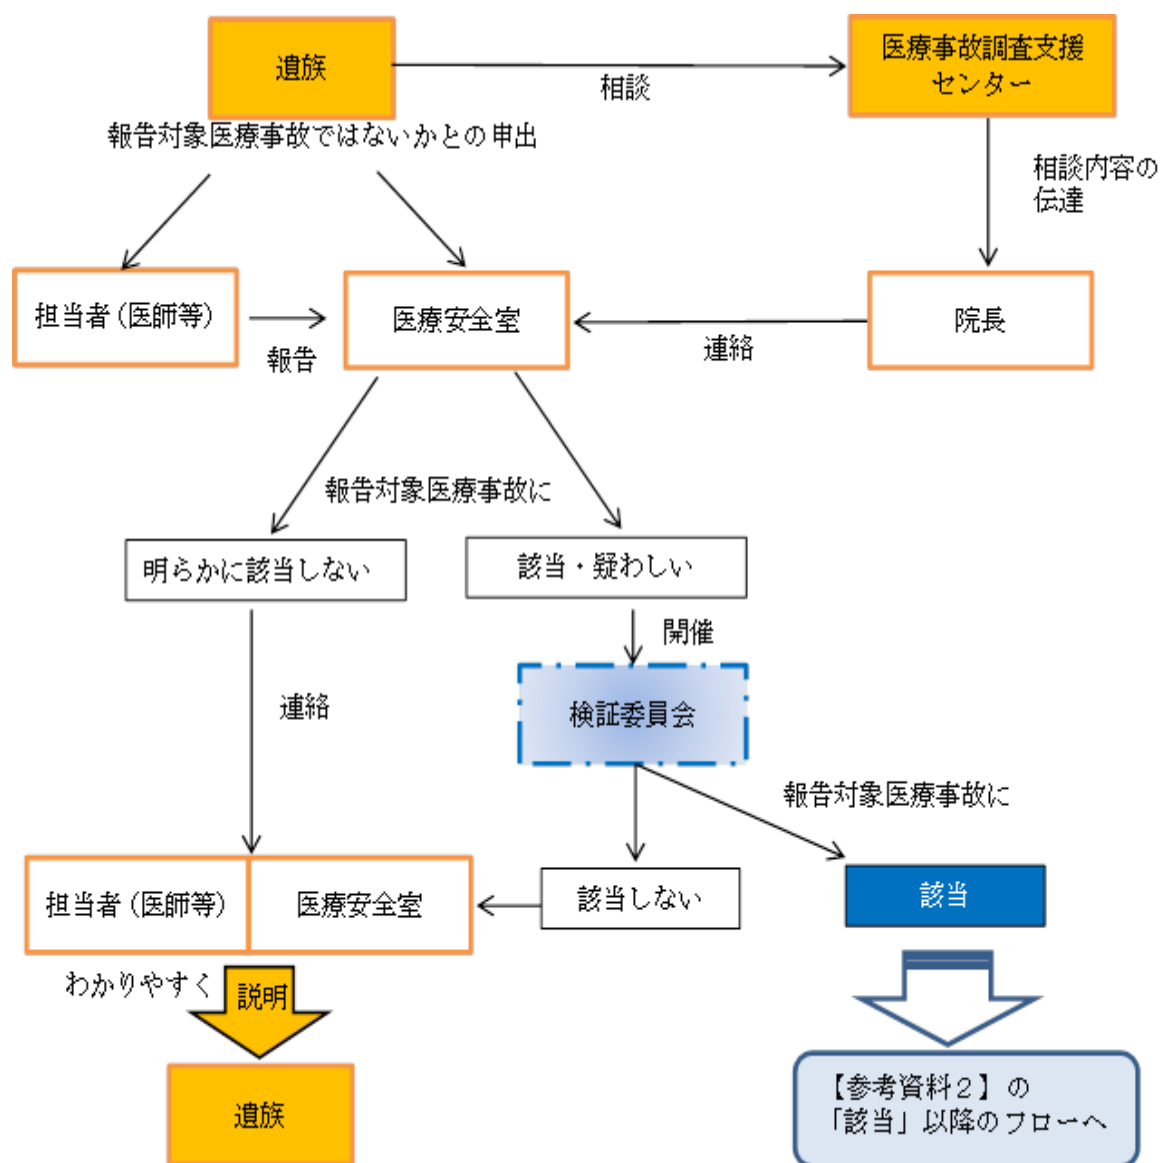 遺族
医療事故調査支援
センター
相談
報告対象医療事故ではないかとの申出
相談内容の
伝達
担当者(医師等)
医療安全室
院長
報告
連絡
報告対象医療事故に
明らかに該当しない
該当・疑わしい
開催
連絡
検証委員会
報告対象医療事故に
担当者(医師等)
医療安全室
該当しない
該当
わかりやすく
説明
遺族
【参考資料2】の
「該当」以降のフローへ